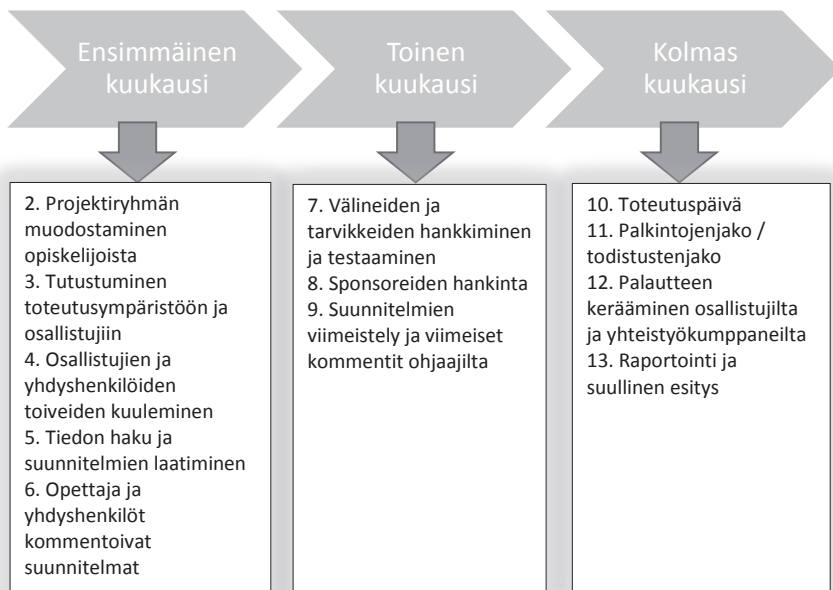 Ensimmäinen
kuukausi
Toinen
kuukausi
Kolmas
kuukausi
2. Projektiryhmän
muodostaminen
opiskelijoista
3. Tutustuminen
toteutusympäristöön ja
osallistujiin
4. Osallistujien ja
yhdyshenkilöiden
toiveiden kuuleminen
5. Tiedon haku ja
suunnitelmien laatiminen
6. Opettaja ja
yhdyshenkilöt
kommentoivat
suunnitelmat
7. Välineiden ja
tarvikkeiden hankkiminen
ja testaaminen
8. Sponsoreiden hankinta
9. Suunnitelmien
viimeistely ja viimeiset
kommentit ohjaajilta
10. Toteutuspäivä
11. Palkintojenjako /
todistustenjako
12. Palautteen
kerääminen osallistujilta
ja yhteistyökumppaneilta
13. Raportointi ja
suullinen esitys